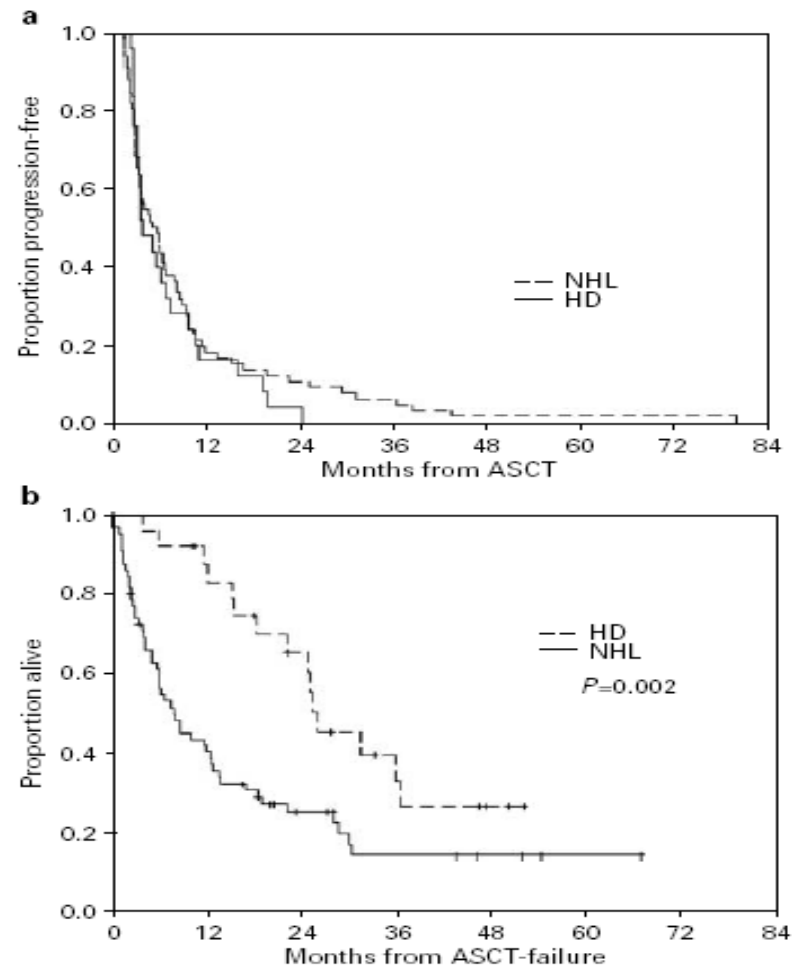 a
Proportion progression-free
1.0
0.8
0.6
0.4
0.2
0.0
NHL
HD
0 12 24 36 48 60 72 84
Months from ASCT
b
Proportion alive
1.0
0.8
0.6
0.4
0.2
0.0
HD
NHL
P=0.002
0 12 24 36 48 60 72 84
Months from ASCT-failure